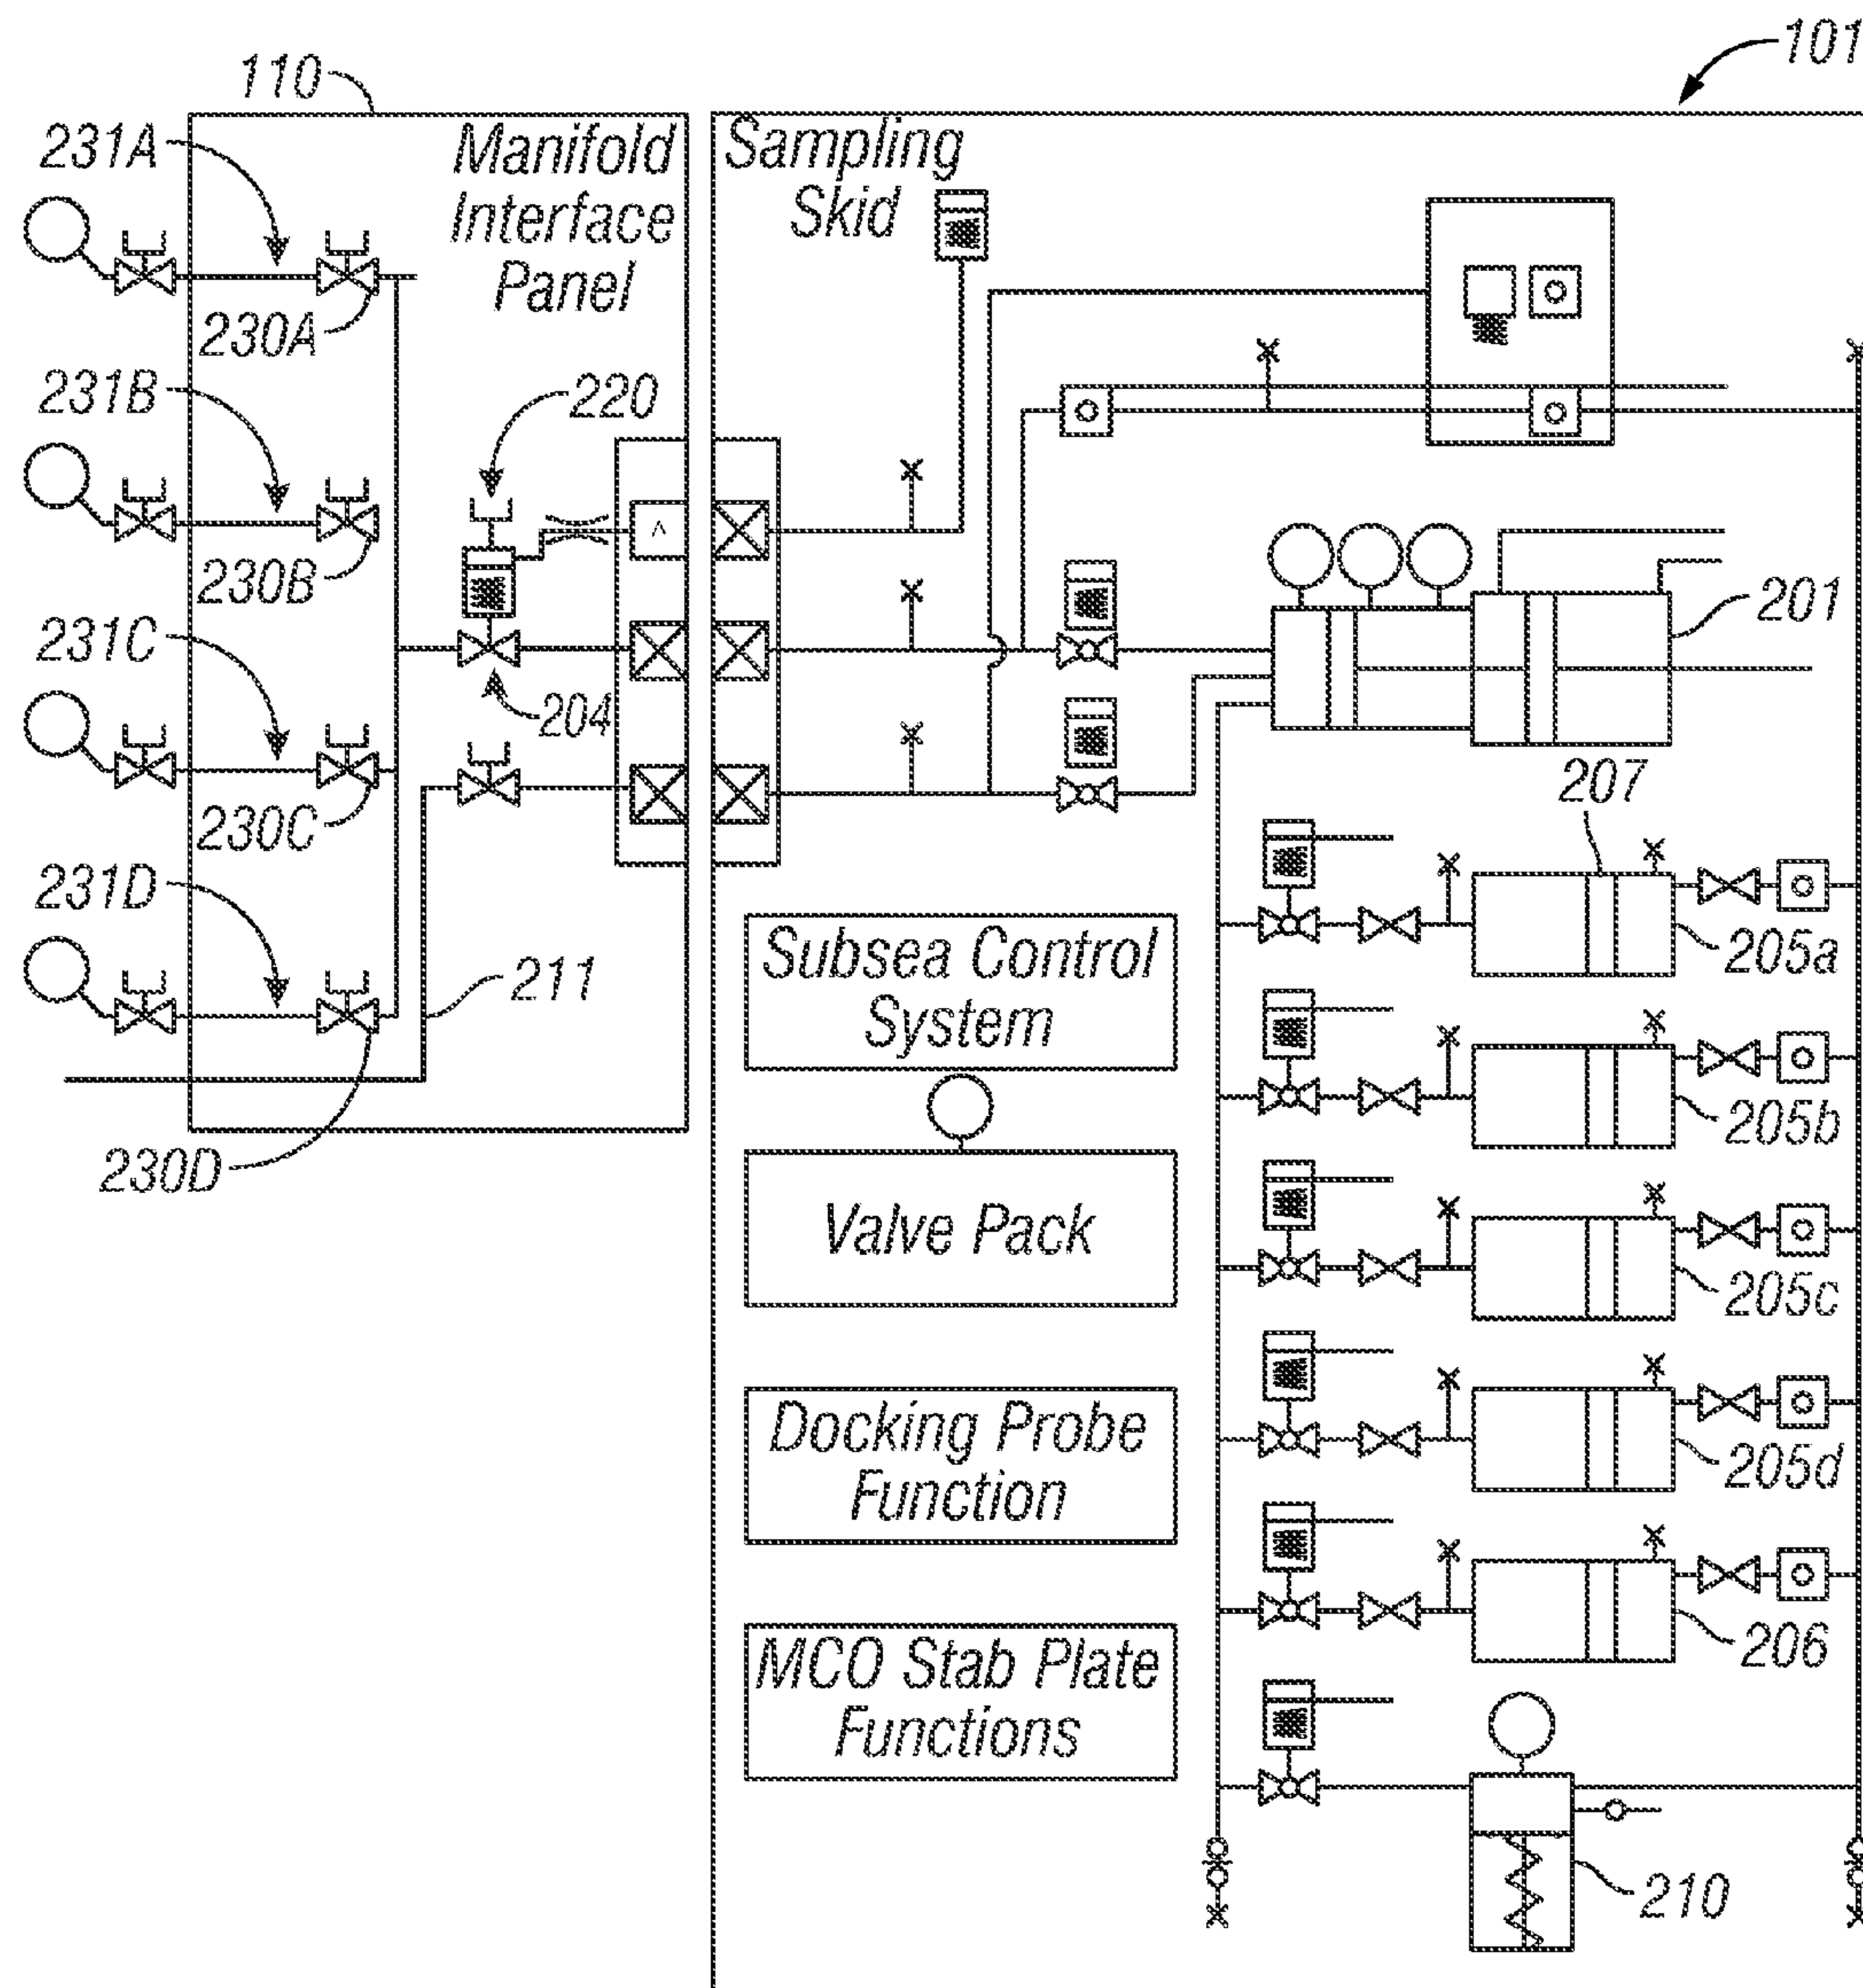 101
110
231A
Manifold
Interface
Panel
Sampling
Skid
230A
231B
220
230B
201
231C
204
207
230C
231D
205a
Subsea Control
System
211
205b
230D
Valve Pack
205c
Docking Probe
Function
205d
MCO Stab Plate
Functions
206
210